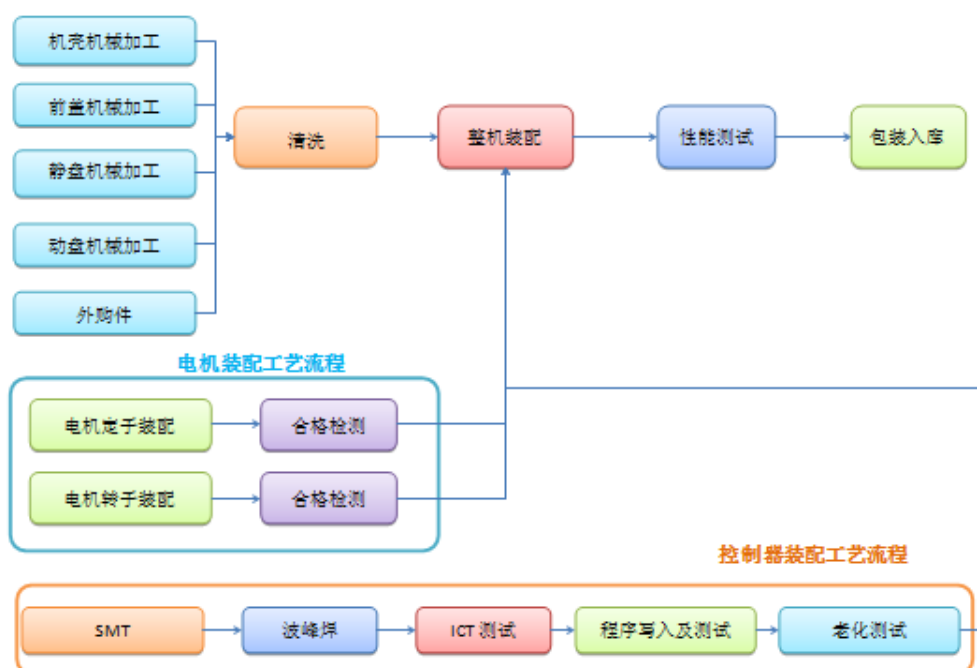 机壳机械加工
前盖机械加工
静盘机械加工
动盘机械加工
外购件
清洗
整机装配
性能测试
包装入库
电机装配工艺流程
电机定子装配
合格检测
电机转子装配
合格检测
控制器装配工艺流程
SMT
波峰焊
ICT 测试
程序写入及测试
老化测试